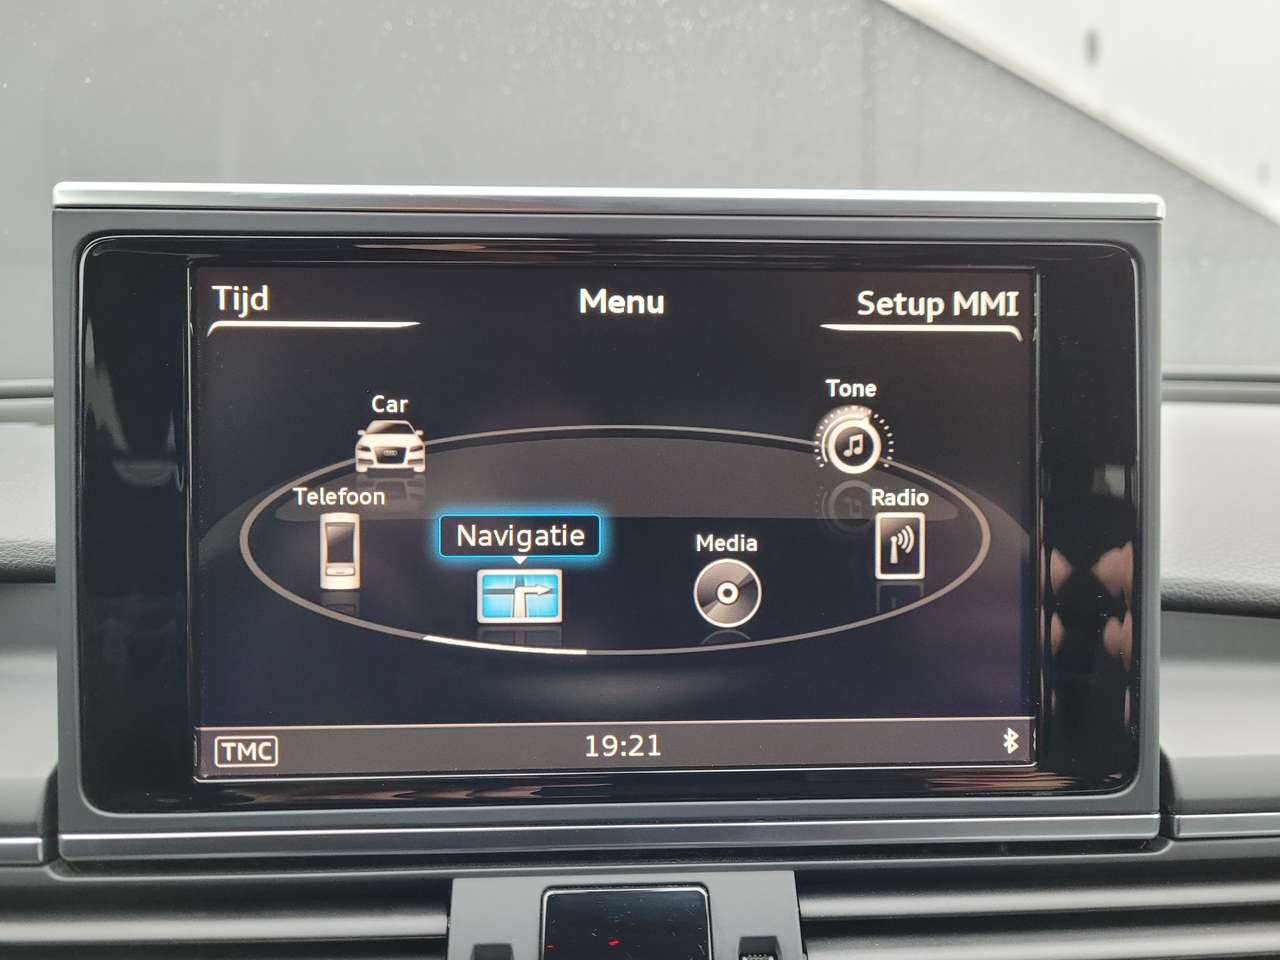 Tijd
Menu
Setup MMI
Car
Tone
Telefoon
Radio
Navigatie
Media
TMC
19:21